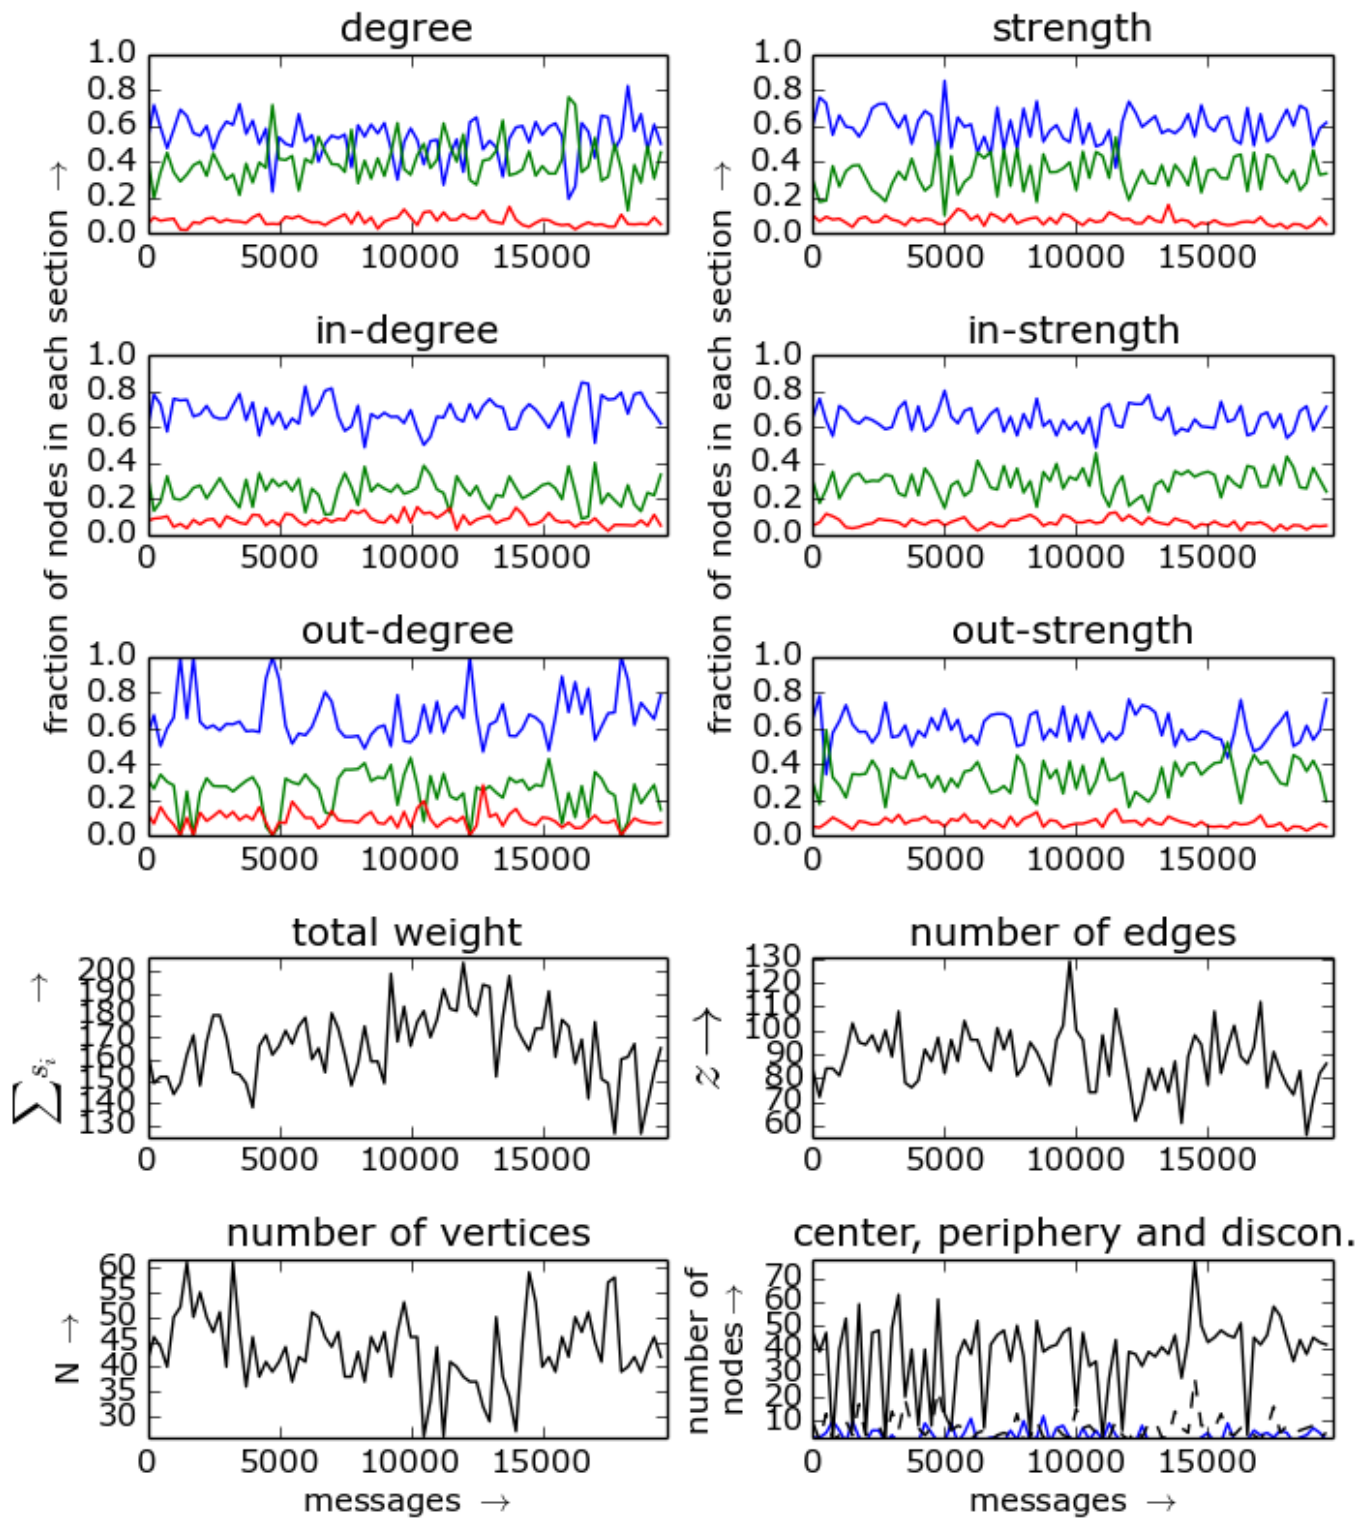 degree
strength
fraction of nodes in each section →
fraction of nodes in each section →
1.0
0.8
0.6
0.4
0.2
0.0
0 5000 10000 15000
1.0
0.8
0.6
0.4
0.2
0.0
0 5000 10000 15000
in-degree
in-strength
1.0
0.8
0.6
0.4
0.2
0.0
0 5000 10000 15000
1.0
0.8
0.6
0.4
0.2
0.0
0 5000 10000 15000
out-degree
out-strength
1.0
0.8
0.6
0.4
0.2
0.0
0 5000 10000 15000
1.0
0.8
0.6
0.4
0.2
0.0
0 5000 10000 15000
total weight
number of edges
∑ s_i →
200
190
180
170
160
150
140
130
0 5000 10000 15000
z →
130
120
110
100
90
80
70
60
0 5000 10000 15000
number of vertices
center, periphery and discon.
N →
60
55
50
45
40
35
30
0 5000 10000 15000
messages →
number of
nodes →
70
60
50
40
30
20
10
0 5000 10000 15000
messages →